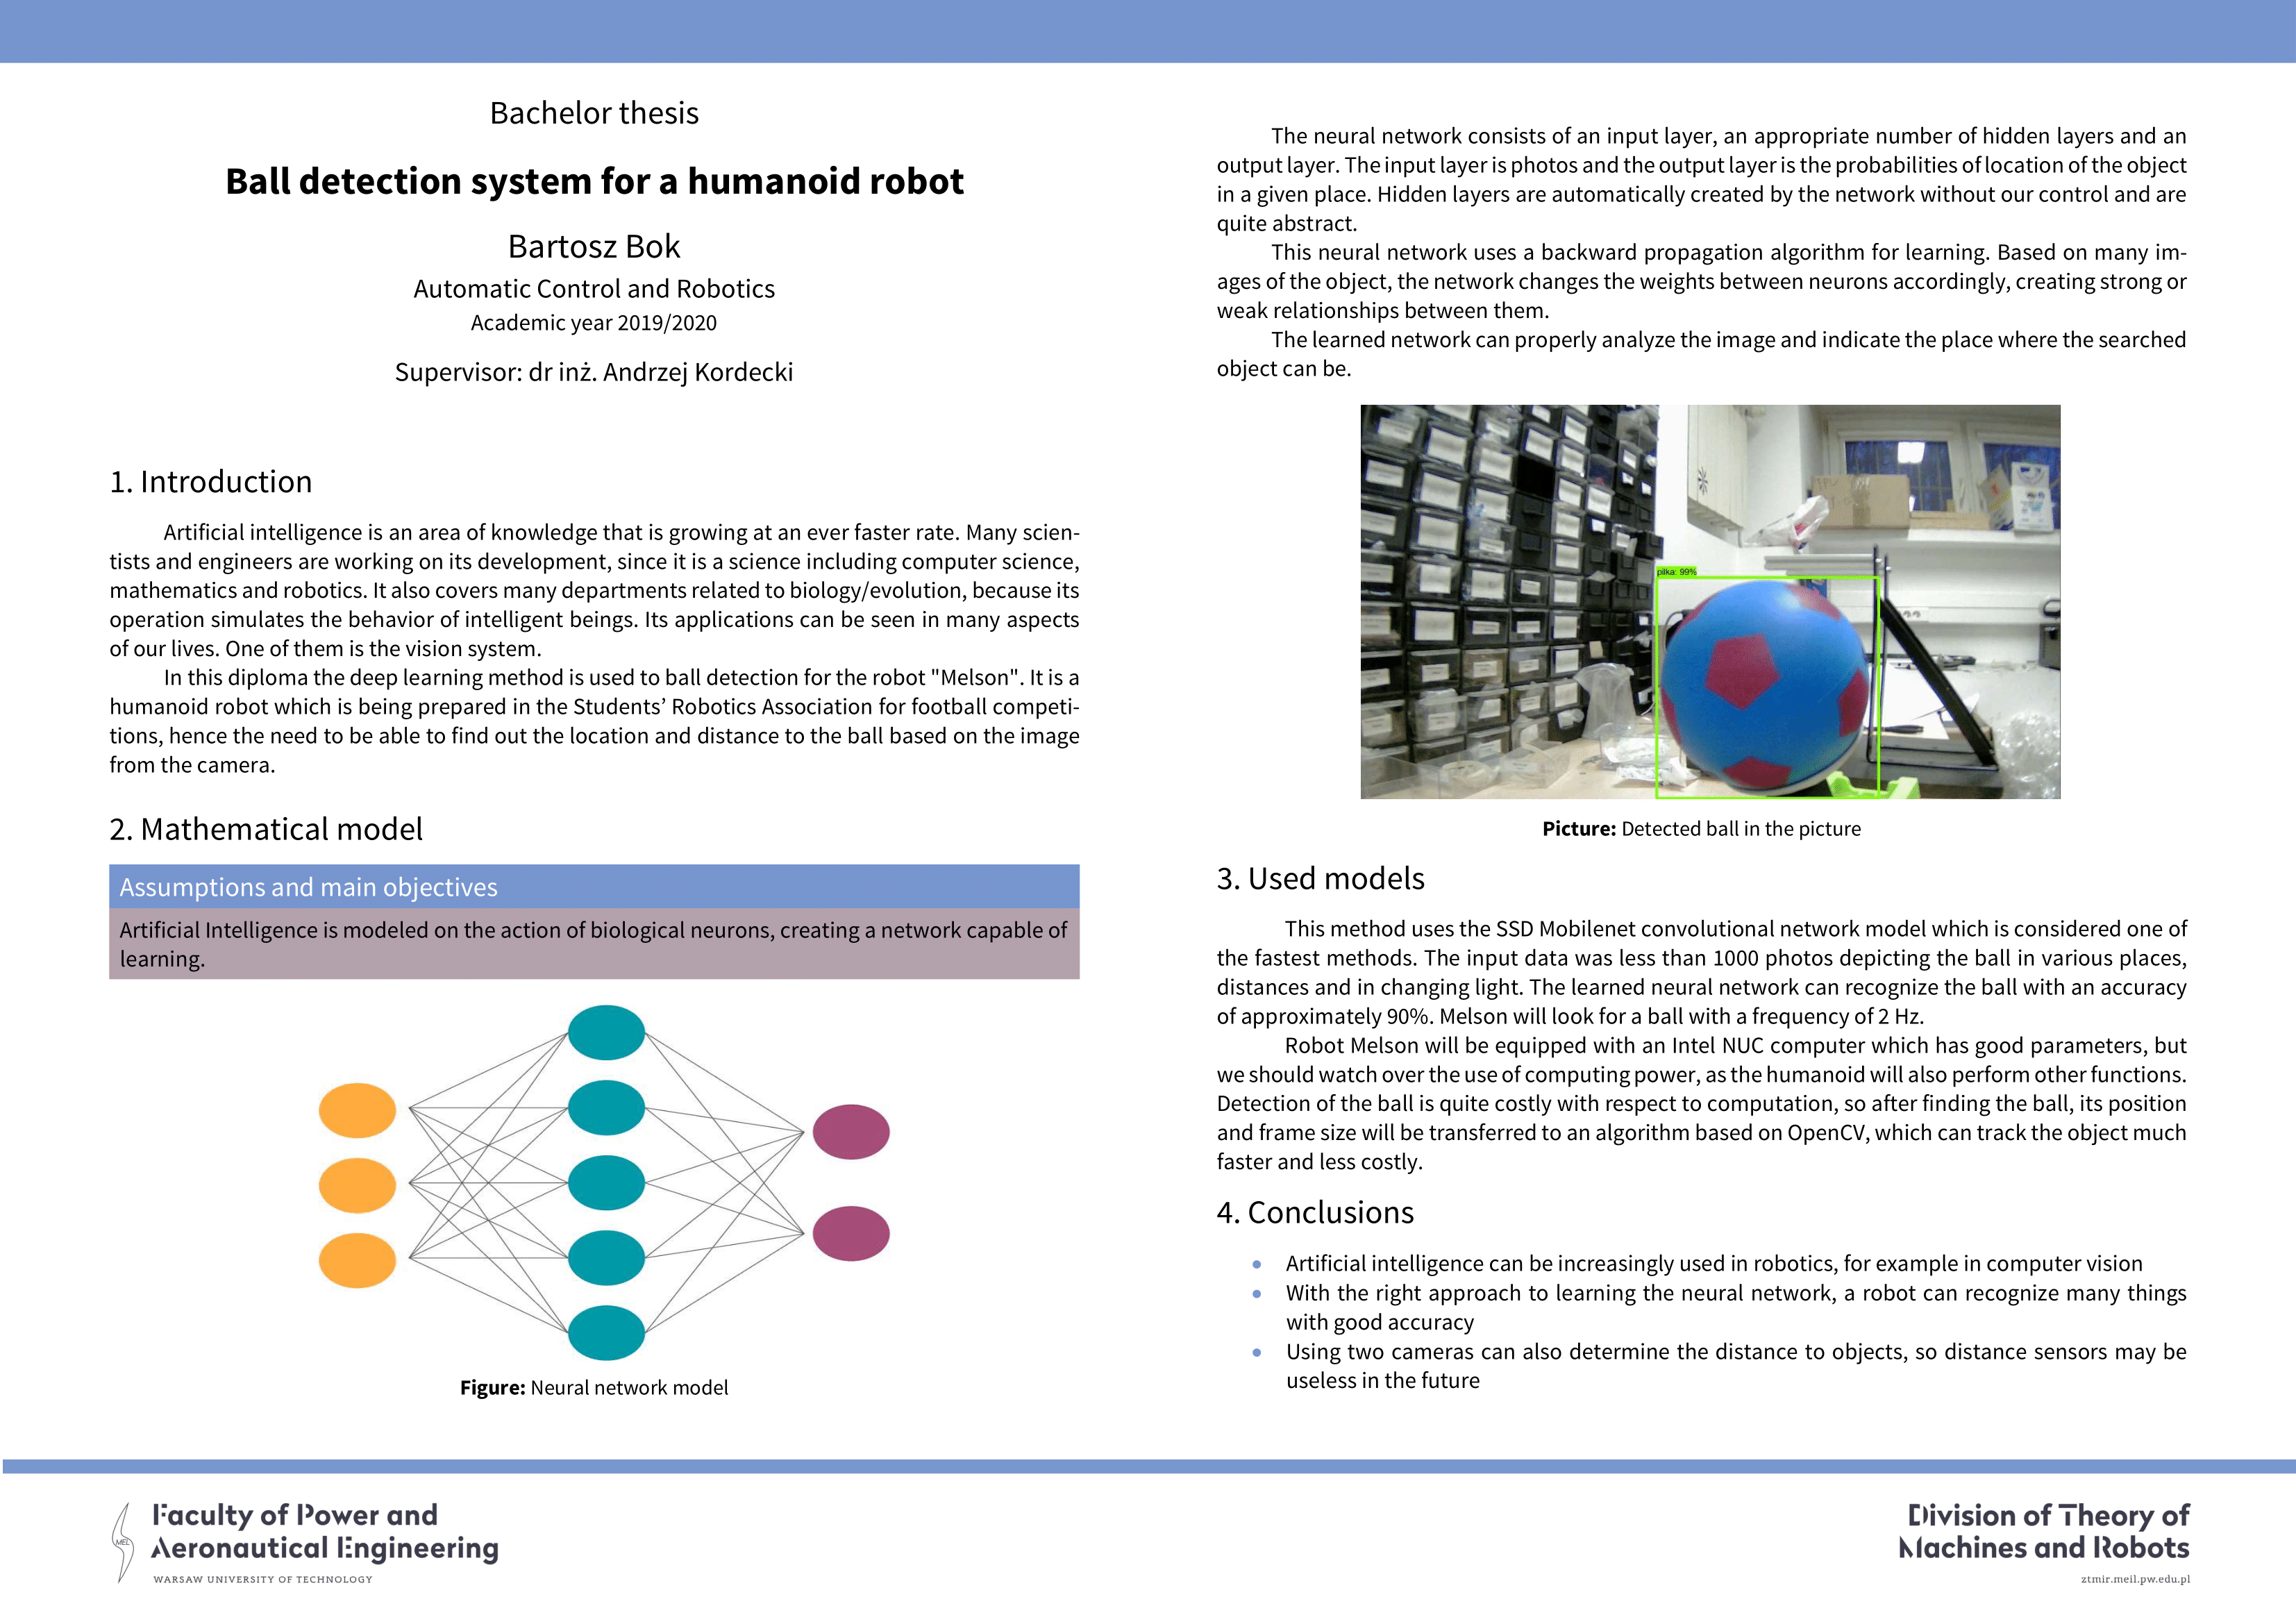 Bachelor thesis
Ball detection system for a humanoid robot
Bartosz Bok
Automatic Control and Robotics
Academic year 2019/2020
Supervisor: dr inż. Andrzej Kordecki
1. Introduction
Artificial intelligence is an area of knowledge that is growing at an ever faster rate. Many scien-
tists and engineers are working on its development, since it is a science including computer science,
mathematics and robotics. It also covers many departments related to biology/evolution, because its
operation simulates the behavior of intelligent beings. Its applications can be seen in many aspects
of our lives. One of them is the vision system.
In this diploma the deep learning method is used to ball detection for the robot "Melson". It is a
humanoid robot which is being prepared in the Students’ Robotics Association for football competi-
tions, hence the need to be able to find out the location and distance to the ball based on the image
from the camera.
2. Mathematical model
Assumptions and main objectives
Artificial Intelligence is modeled on the action of biological neurons, creating a network capable of
learning.
Figure: Neural network model
The neural network consists of an input layer, an appropriate number of hidden layers and an
output layer. The input layer is photos and the output layer is the probabilities of location of the object
in a given place. Hidden layers are automatically created by the network without our control and are
quite abstract.
This neural network uses a backward propagation algorithm for learning. Based on many im-
ages of the object, the network changes the weights between neurons accordingly, creating strong or
weak relationships between them.
The learned network can properly analyze the image and indicate the place where the searched
object can be.
pilka: 99%
Picture: Detected ball in the picture
3. Used models
This method uses the SSD Mobilenet convolutional network model which is considered one of
the fastest methods. The input data was less than 1000 photos depicting the ball in various places,
distances and in changing light. The learned neural network can recognize the ball with an accuracy
of approximately 90%. Melson will look for a ball with a frequency of 2 Hz.
Robot Melson will be equipped with an Intel NUC computer which has good parameters, but
we should watch over the use of computing power, as the humanoid will also perform other functions.
Detection of the ball is quite costly with respect to computation, so after finding the ball, its position
and frame size will be transferred to an algorithm based on OpenCV, which can track the object much
faster and less costly.
4. Conclusions
• Artificial intelligence can be increasingly used in robotics, for example in computer vision
• With the right approach to learning the neural network, a robot can recognize many things
with good accuracy
• Using two cameras can also determine the distance to objects, so distance sensors may be
useless in the future
MEL
Faculty of Power and
Aeronautical Engineering
WARSAW UNIVERSITY OF TECHNOLOGY
Division of Theory of
Machines and Robots
ztmir.meil.pw.edu.pl